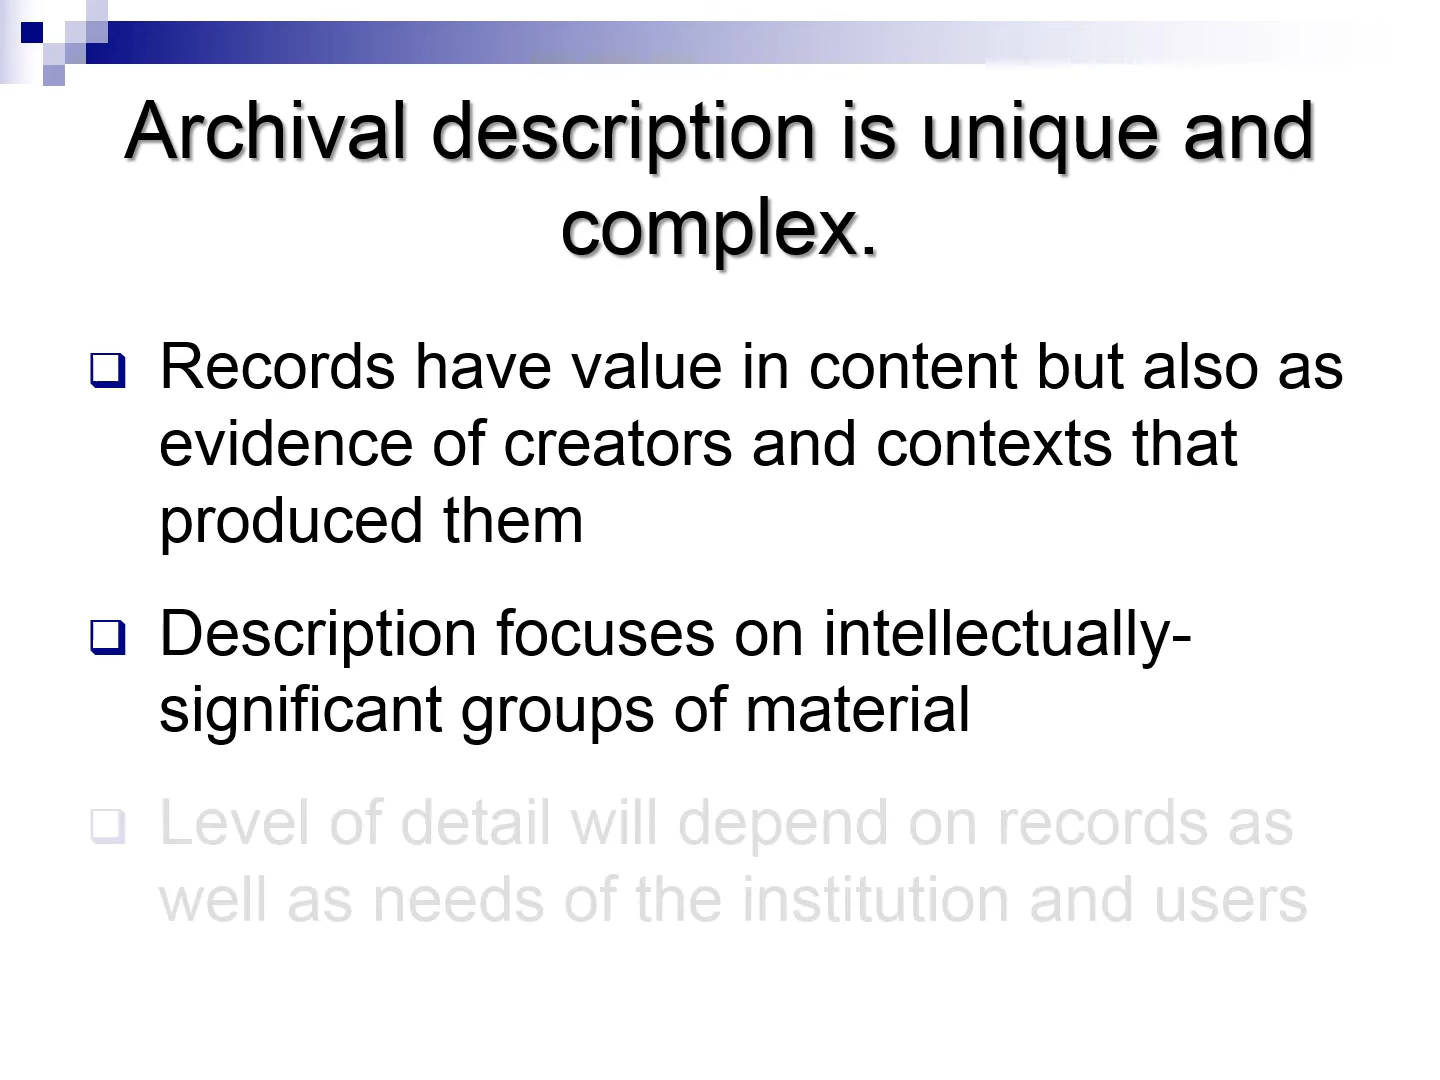 Archival description is unique and
complex.
Records have value in content but also as
evidence of creators and contexts that
produced them
Description focuses on intellectually-
significant groups of material
Level of detail will depend on records as
well as needs of the institution and users